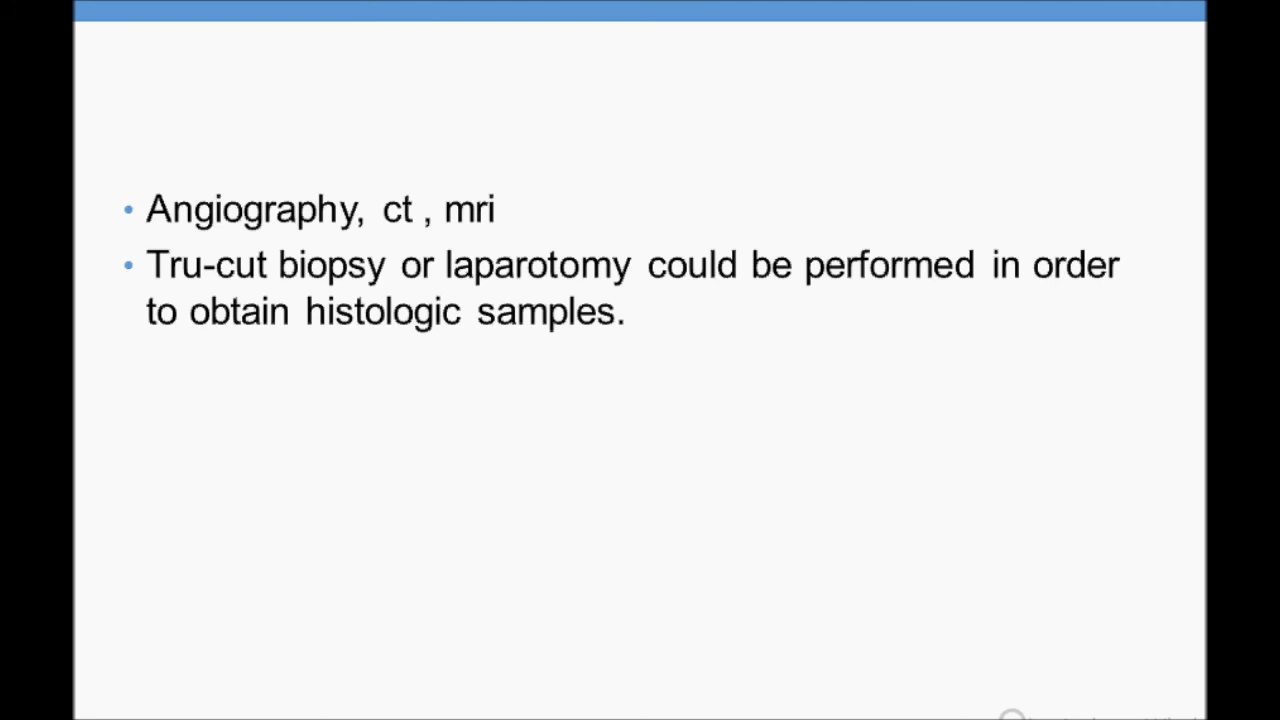 • Angiography, ct , mri
• Tru-cut biopsy or laparotomy could be performed in order
to obtain histologic samples.